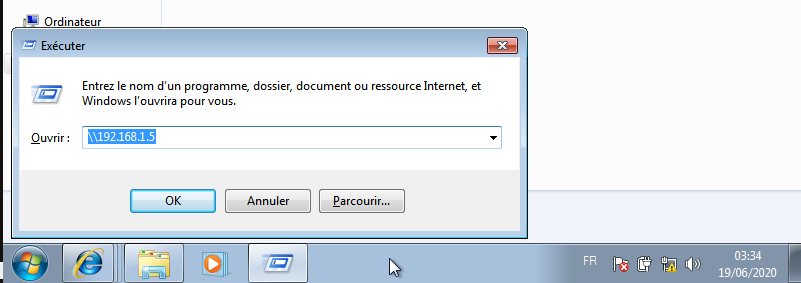 Ordinateur
Exécuter
Entrez le nom d'un programme, dossier, document ou ressource Internet, et
Windows l'ouvrira pour vous.
Ouvrir :
\\192.168.1.5
OK
Annuler
Parcourir...
FR
03:34
19/06/2020